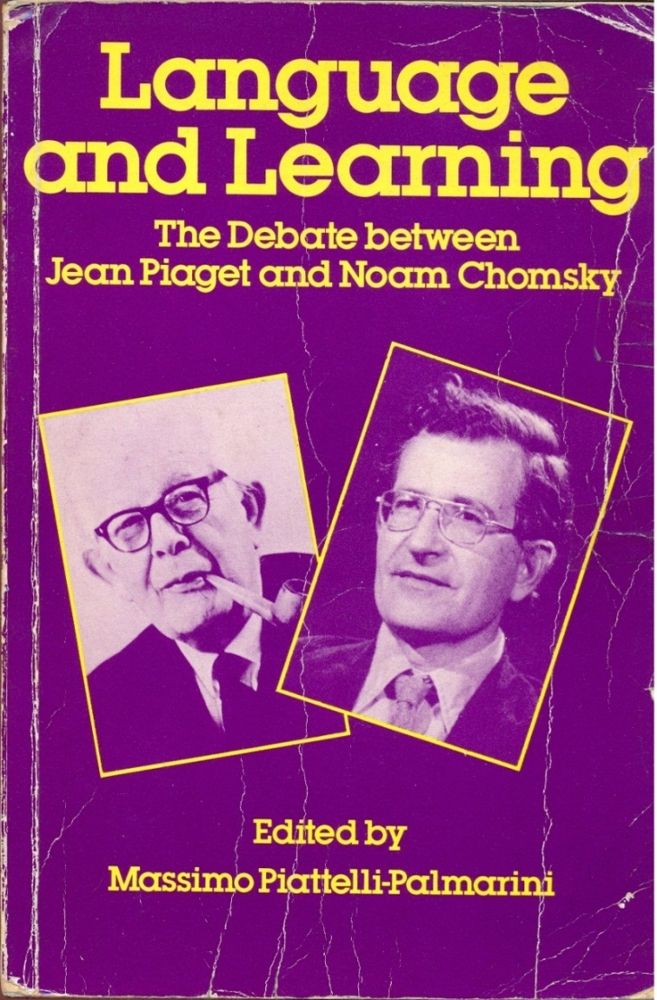 Language
and Learning
The Debate between
Jean Piaget and Noam Chomsky
Edited by
Massimo Piattelli-Palmarini